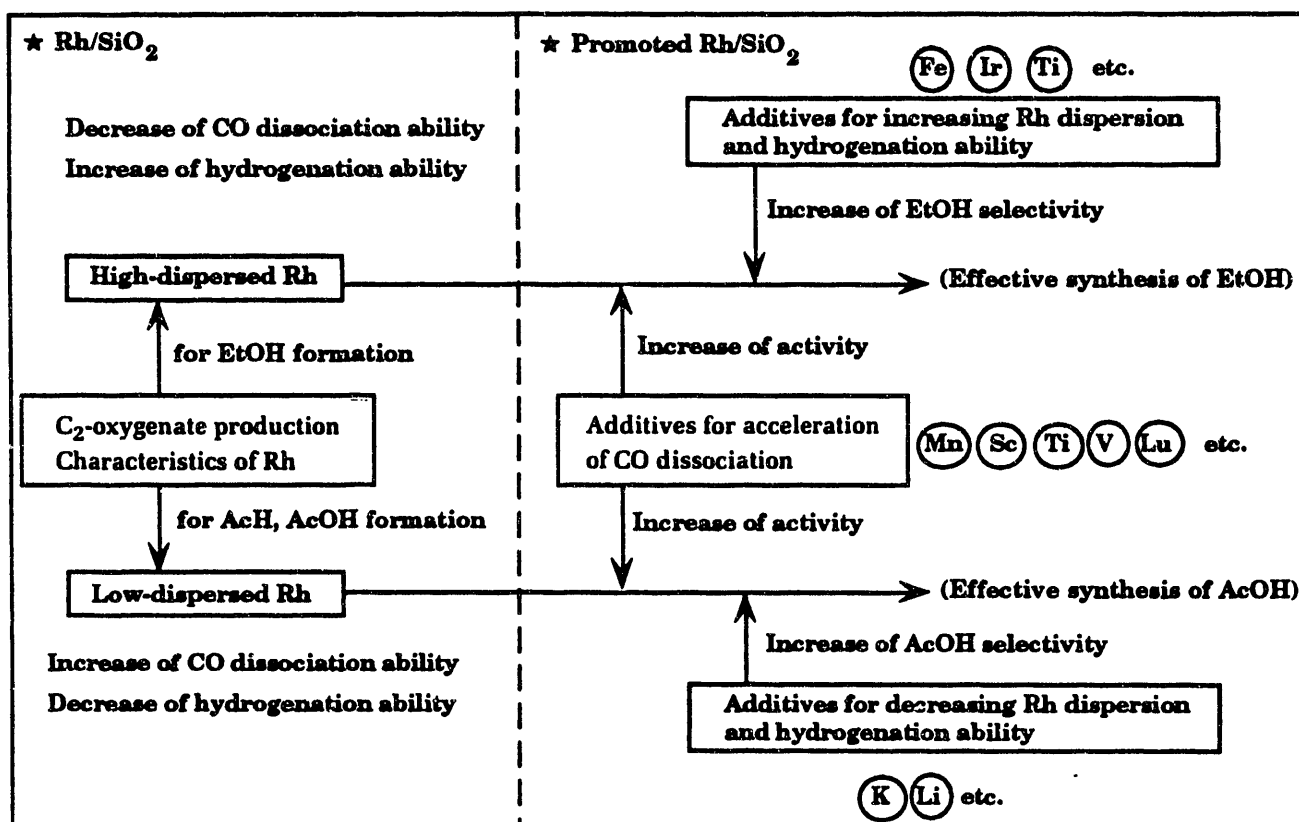 ★ Rh/SiO₂
Decrease of CO dissociation ability
Increase of hydrogenation ability
High-dispersed Rh
for EtOH formation
C₂-oxygenate production
Characteristics of Rh
for AcH, AcOH formation
Low-dispersed Rh
Increase of CO dissociation ability
Decrease of hydrogenation ability
★ Promoted Rh/SiO₂
Fe Ir Ti etc.
Additives for increasing Rh dispersion
and hydrogenation ability
Increase of EtOH selectivity
(Effective synthesis of EtOH)
Increase of activity
Additives for acceleration
of CO dissociation
Mn Sc Ti V Lu etc.
Increase of activity
(Effective synthesis of AcOH)
Increase of AcOH selectivity
Additives for decreasing Rh dispersion
and hydrogenation ability
K Li etc.